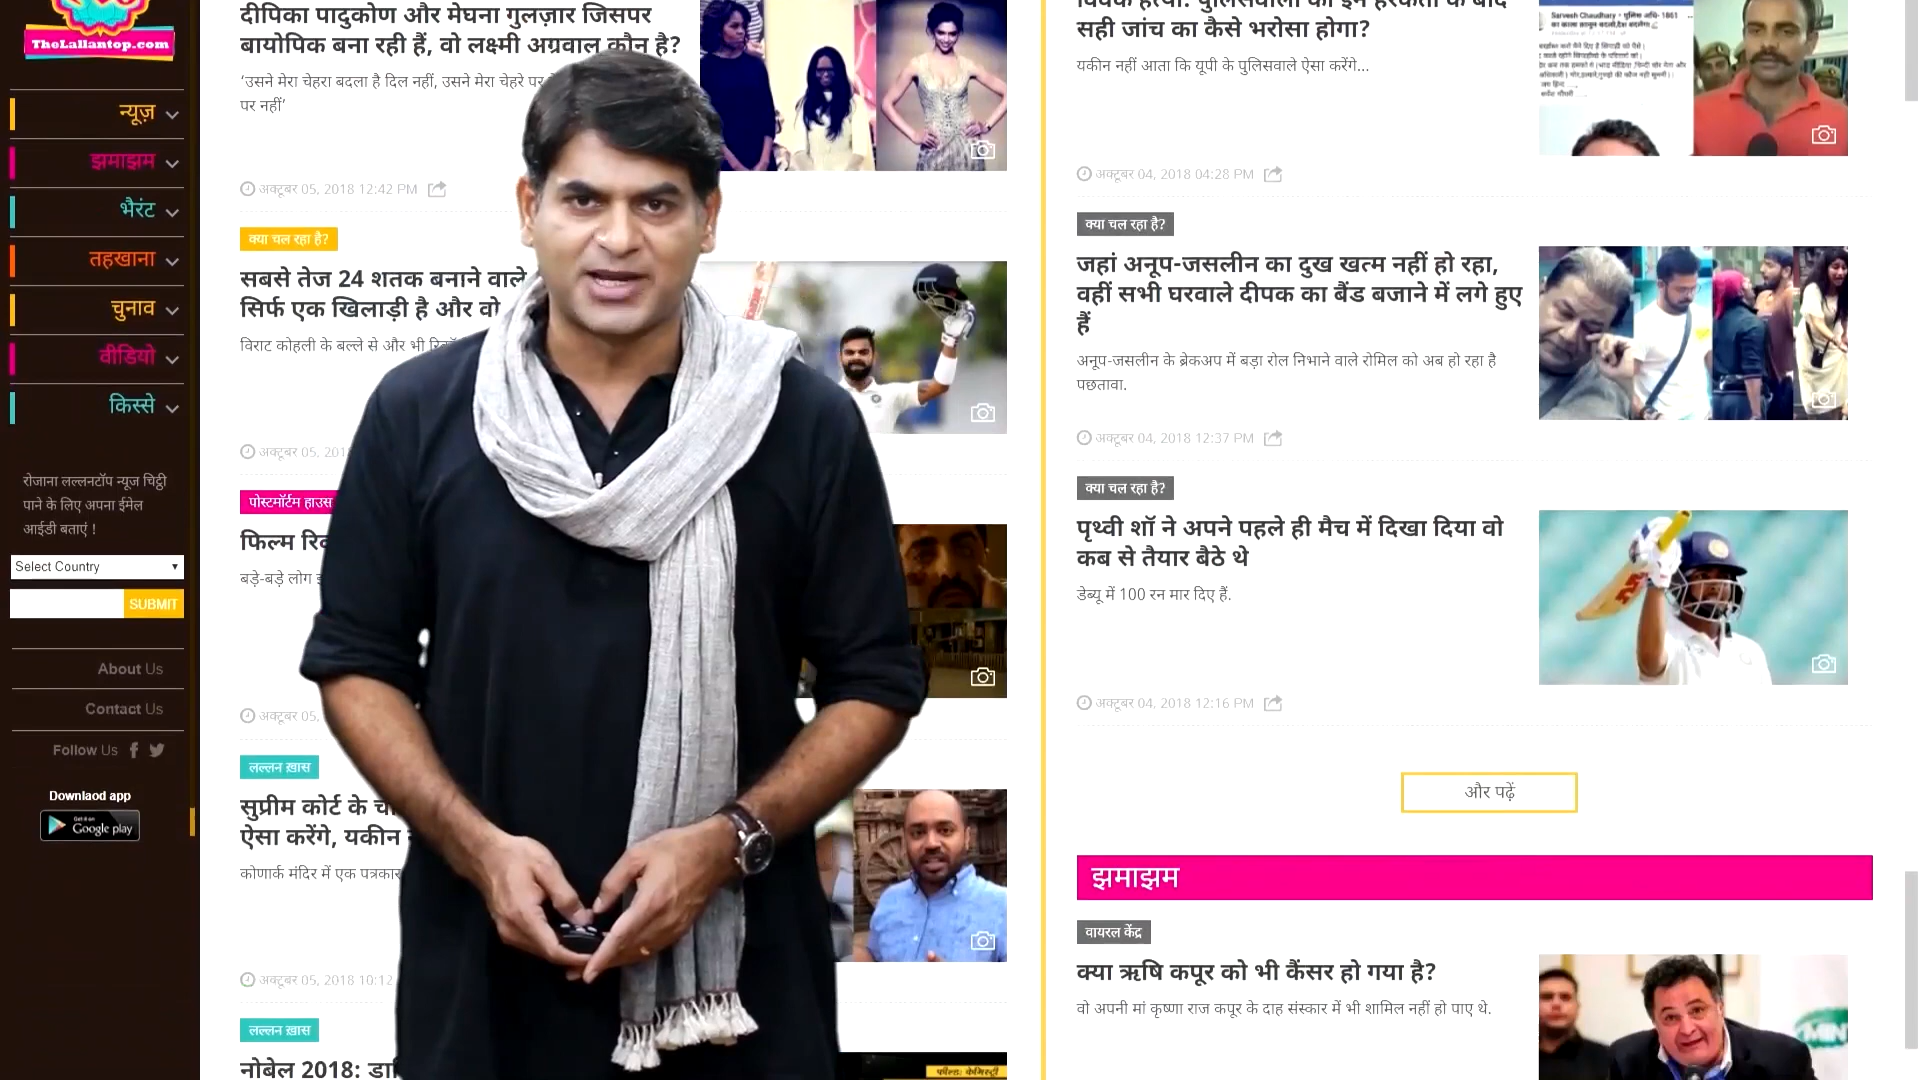 TheLallantop.com
न्यूज़
झमाझम
भैरंट
तहखाना
चुनाव
वीडियो
किस्से
रोजाना लल्लनटॉप न्यूज चिट्ठी
पाने के लिए अपना ईमेल
आईडी बताएं !
Select Country
SUBMIT
About Us
Contact Us
Follow Us
Downlaod app
Get it on
Google play
दीपिका पादुकोण और मेघना गुलज़ार जिसपर
बायोपिक बना रही हैं, वो लक्ष्मी अग्रवाल कौन है?
‘उसने मेरा चेहरा बदला है दिल नहीं, उसने मेरा चेहरे पर
पर नहीं’
अक्टूबर 05, 2018 12:42 PM
क्या चल रहा है?
सबसे तेज 24 शतक बनाने वाले
सिर्फ एक खिलाड़ी है और वो
विराट कोहली के बल्ले से और भी
अक्टूबर 05, 201
पोस्टमॉर्टम हाउस
फिल्म
बड़े-बड़े लोग
अक्टूबर 05,
लल्लन ख़ास
सुप्रीम कोर्ट के
ऐसा करेंगे, यकीन
कोणार्क मंदिर में एक पत्रकार
अक्टूबर 05, 2018 10:12
लल्लन ख़ास
नोबेल 2018:
फील्ड: केमिस्ट्री
सही जांच का कैसे भरोसा होगा?
यकीन नहीं आता कि यूपी के पुलिसवाले ऐसा करेंगे...
अक्टूबर 04, 2018 04:28 PM
क्या चल रहा है?
जहां अनूप-जसलीन का दुख खत्म नहीं हो रहा,
वहीं सभी घरवाले दीपक का बैंड बजाने में लगे हुए
हैं
अनूप-जसलीन के ब्रेकअप में बड़ा रोल निभाने वाले रोमिल को अब हो रहा है
पछतावा.
अक्टूबर 04, 2018 12:37 PM
क्या चल रहा है?
पृथ्वी शॉ ने अपने पहले ही मैच में दिखा दिया वो
कब से तैयार बैठे थे
डेब्यू में 100 रन मार दिए हैं.
अक्टूबर 04, 2018 12:16 PM
और पढ़ें
झमाझम
वायरल केंद्र
क्या ऋषि कपूर को भी कैंसर हो गया है?
वो अपनी मां कृष्णा राज कपूर के दाह संस्कार में भी शामिल नहीं हो पाए थे.